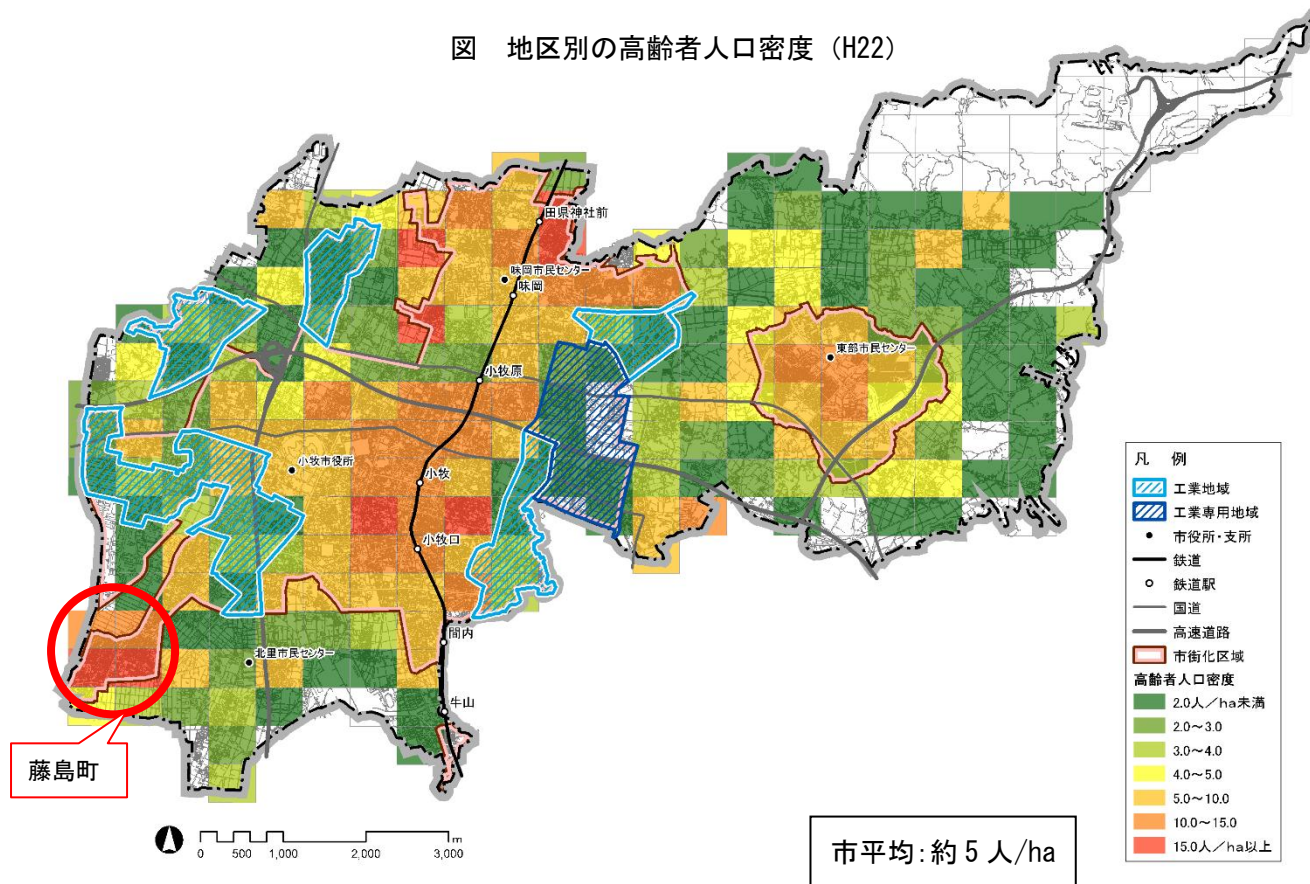 図　地区別の高齢者人口密度（H22）
田県神社前
味岡市民センター
味岡
東部市民センター
小牧原
小牧市役所
小牧
小牧口
間内
北里市民センター
牛山
藤島町
0 500 1,000 2,000 3,000 m
市平均：約５人/ha
凡　例
工業地域
工業専用地域
市役所・支所
鉄道
鉄道駅
国道
高速道路
市街化区域
高齢者人口密度
2.0人／ha未満
2.0～3.0
3.0～4.0
4.0～5.0
5.0～10.0
10.0～15.0
15.0人／ha以上